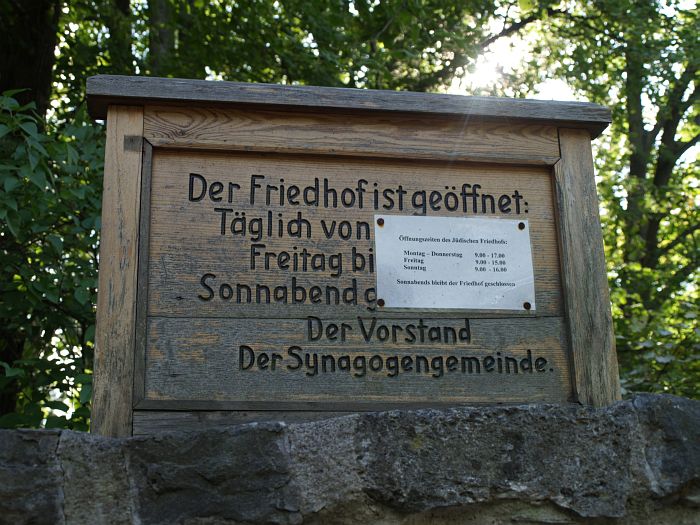 Der Friedhof ist geöffnet:
Täglich von
Freitag bi
Sonnabend g
Öffnungszeiten des Jüdischen Friedhofs:
Montag – Donnerstag 9.00 - 17.00
Freitag 9.00 - 15.00
Sonntag 9.00 - 16.00
Sonnabends bleibt der Friedhof geschlossen
Der Vorstand
Der Synagogengemeinde.